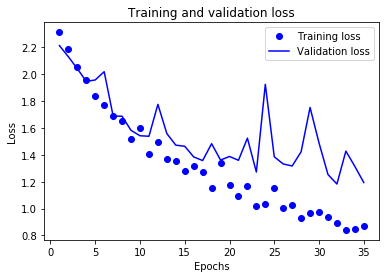 Training and validation loss
Training loss
Validation loss
2.2
2.0
1.8
1.6
1.4
1.2
1.0
0.8
Loss
0 5 10 15 20 25 30 35
Epochs